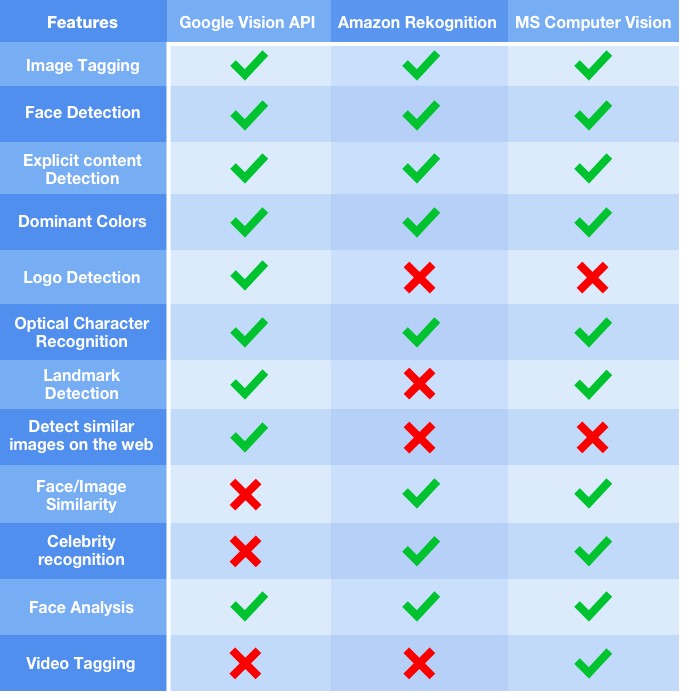 Features
Google Vision API
Amazon Rekognition
MS Computer Vision
Image Tagging
Face Detection
Explicit content
Detection
Dominant Colors
Logo Detection
Optical Character
Recognition
Landmark
Detection
Detect similar
images on the web
Face/Image
Similarity
Celebrity
recognition
Face Analysis
Video Tagging